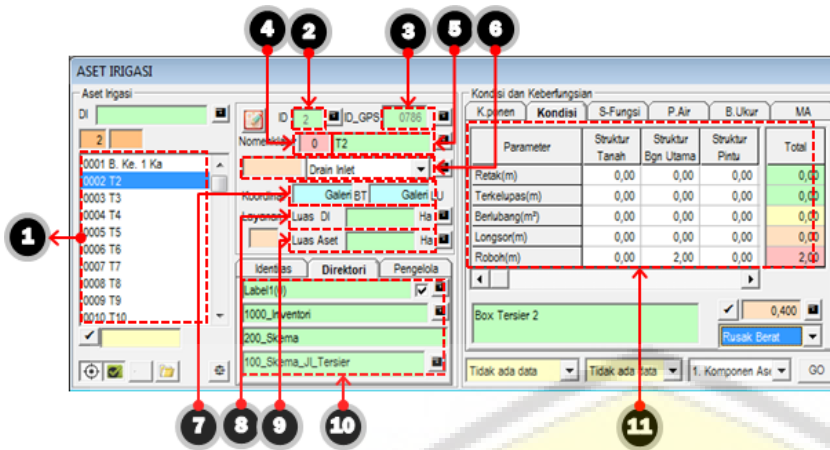 4 2 3 5 6
ASET IRIGASI
Aset Irigasi
DI
2
0001 B. Ke. 1 Ka
0002 T2
0003 T3
0004 T4
0005 T5
0006 T6
0007 T7
0008 T8
0009 T9
0010 T10
1
ID 2 ID_GPS 0786
0 T2
Drain Inlet
Galeri BT Galeri LU
Layanan Luas DI Ha
Luas Aset Ha
Identitas Direktori Pengelola
1000_Inventori
200_Skema
100_Skema_JI_Tersier
Kondisi dan Keberfungsian
K.ponen Kondisi S-Fungsi P.Air B.Ukur MA
Parameter Struktur Tanah Struktur Bgn Utama Struktur Pintu Total
Retak(m) 0,00 0,00 0,00 0,00
Terkelupas(m) 0,00 0,00 0,00 0,00
Berlubang(m²) 0,00 0,00 0,00 0,00
Longsor(m) 0,00 0,00 0,00 0,00
Roboh(m) 0,00 2,00 0,00 2,00
Box Tersier 2
0,400
Rusak Berat
Tidak ada data Tidak ada data 1. Komponen Ase GO
7 8 9 10 11